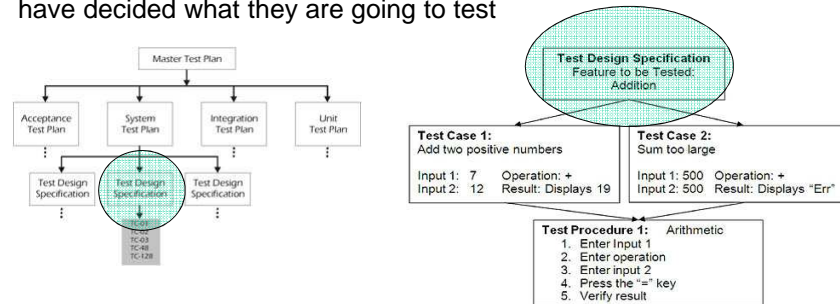 have decided what they are going to test
Master Test Plan
Acceptance
Test Plan
System
Test Plan
Integration
Test Plan
Unit
Test Plan
Test Design
Specification
Test Design
Specification
Test Design
Specification
TC-01
TC-02
TC-03
TC-48
TC-128
Test Design Specification
Feature to be Tested:
Addition
Test Case 1:
Add two positive numbers
Input 1: 7 Operation: +
Input 2: 12 Result: Displays 19
Test Case 2:
Sum too large
Input 1: 500 Operation: +
Input 2: 500 Result: Displays “Err”
Test Procedure 1: Arithmetic
1. Enter Input 1
2. Enter operation
3. Enter input 2
4. Press the “=” key
5. Verify result